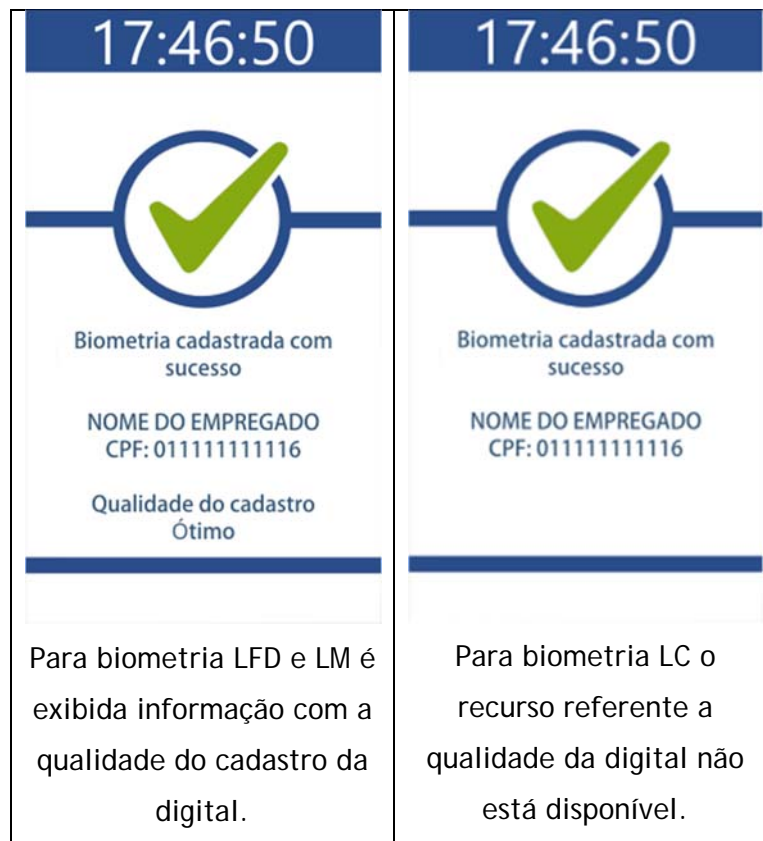 17:46:50
Biometria cadastrada com
sucesso
NOME DO EMPREGADO
CPF: 011111111116
Qualidade do cadastro
Ótimo
Para biometria LFD e LM é
exibida informação com a
qualidade do cadastro da
digital.
17:46:50
Biometria cadastrada com
sucesso
NOME DO EMPREGADO
CPF: 011111111116
Para biometria LC o
recurso referente a
qualidade da digital não
está disponível.